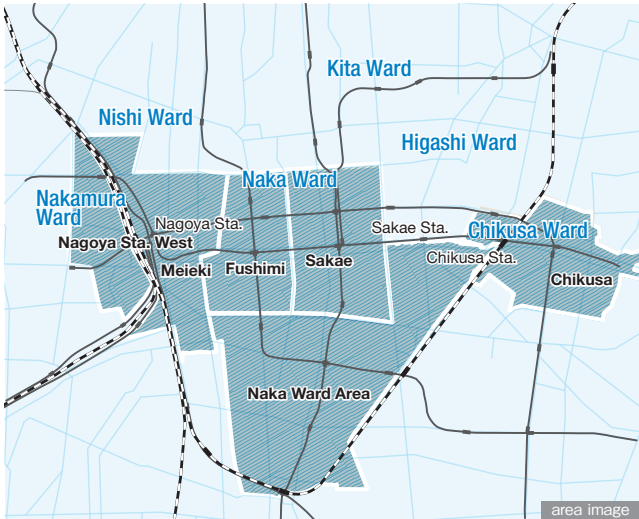 Kita Ward
Nishi Ward
Higashi Ward
Naka Ward
Nakamura
Ward
Nagoya Sta.
Sakae Sta.
Chikusa Ward
Nagoya Sta. West
Meieki
Fushimi
Sakae
Chikusa Sta.
Chikusa
Naka Ward Area
area image